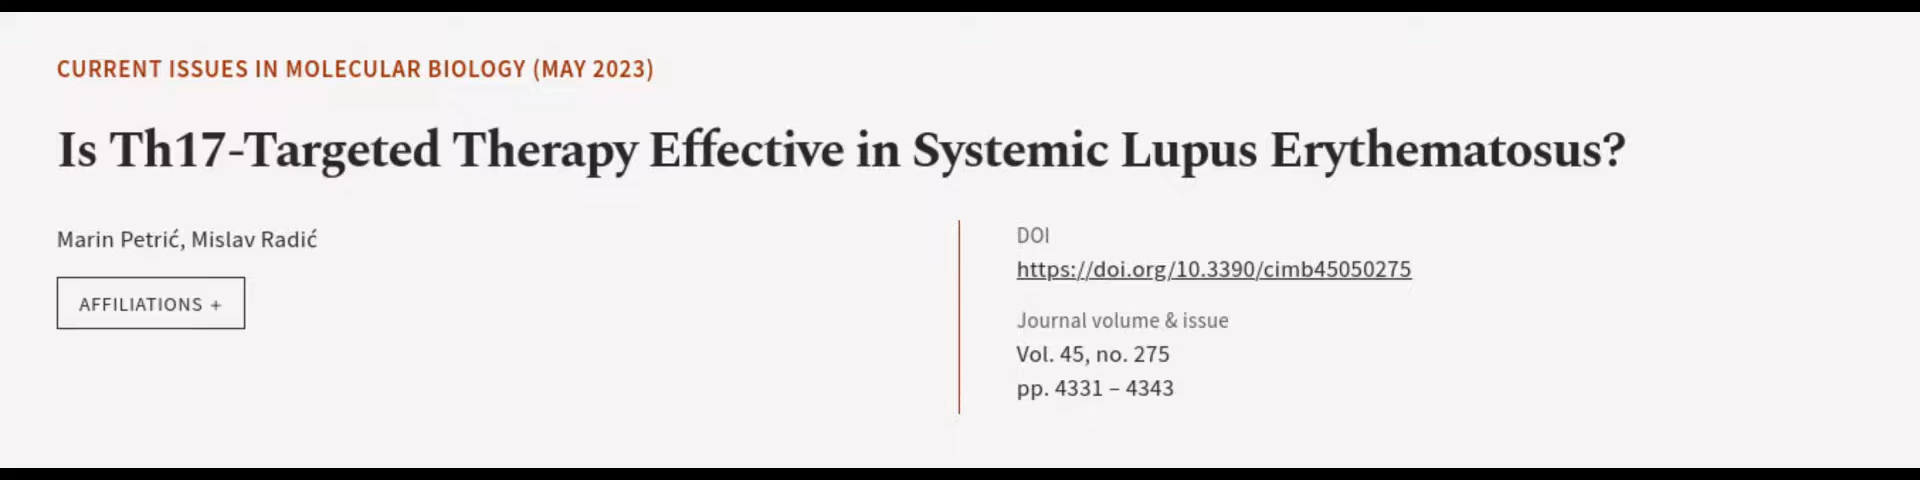 CURRENT ISSUES IN MOLECULAR BIOLOGY (MAY 2023)
Is Th17-Targeted Therapy Effective in Systemic Lupus Erythematosus?
Marin Petrić, Mislav Radić
AFFILIATIONS +
DOI
https://doi.org/10.3390/cimb45050275
Journal volume & issue
Vol. 45, no. 275
pp. 4331 – 4343